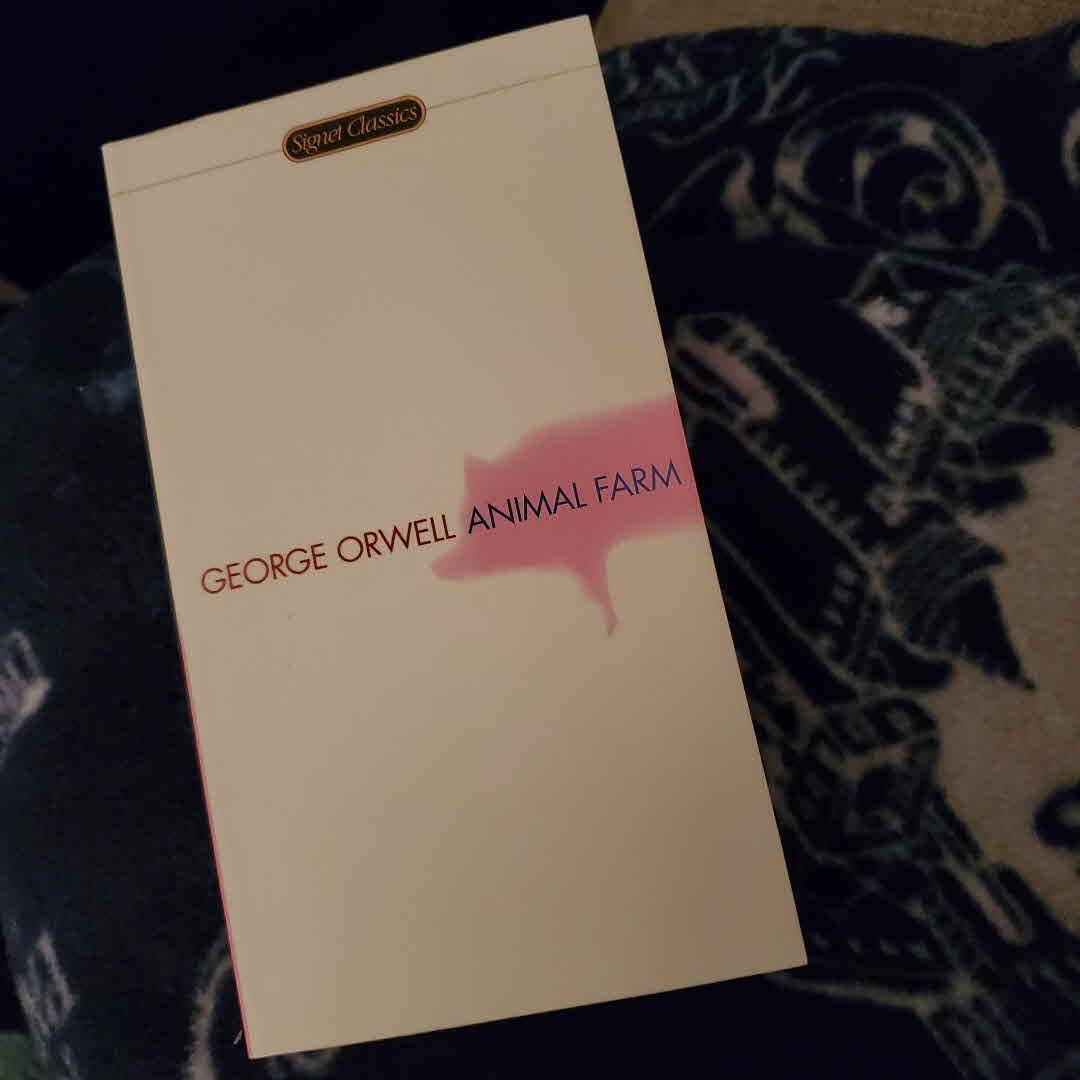 Signet Classics
GEORGE ORWELL ANIMAL FARM